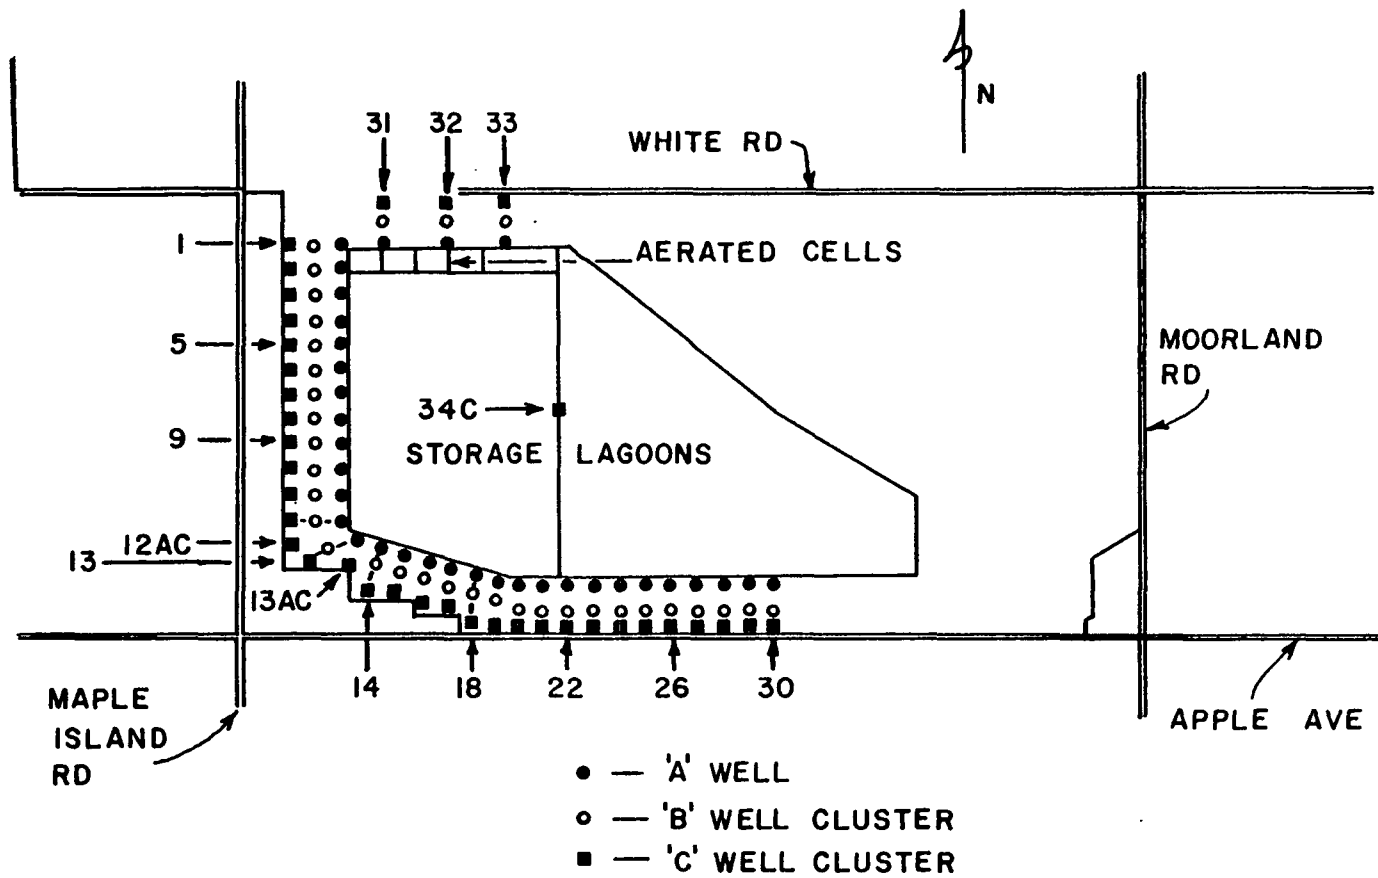 N
31 32 33
WHITE RD
1
AERATED CELLS
5
MOORLAND
RD
34C
9
STORAGE LAGOONS
12AC
13
13AC
14 18 22 26 30
MAPLE
ISLAND
RD
APPLE AVE
'A' WELL
'B' WELL CLUSTER
'C' WELL CLUSTER